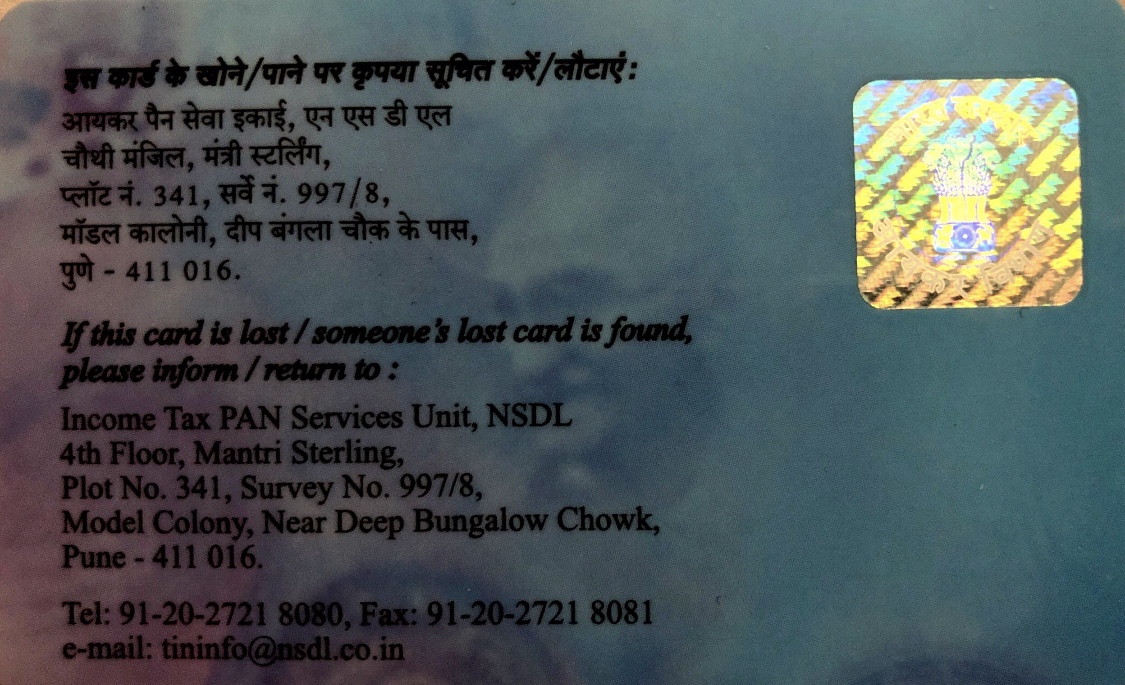 इस कार्ड के खोने/पाने पर कृपया सूचित करें/लौटाएं:
आयकर पैन सेवा इकाई, एन एस डी एल
चौथी मंजिल, मंत्री स्टर्लिंग,
प्लॉट नं. 341, सर्वे नं. 997/8,
मॉडल कालोनी, दीप बंगला चौक के पास,
पुणे - 411 016.
If this card is lost / someone's lost card is found,
please inform / return to :
Income Tax PAN Services Unit, NSDL
4th Floor, Mantri Sterling,
Plot No. 341, Survey No. 997/8,
Model Colony, Near Deep Bungalow Chowk,
Pune - 411 016.
Tel: 91-20-2721 8080, Fax: 91-20-2721 8081
e-mail: tininfo@nsdl.co.in
भारत सरकार
आयकर विभाग